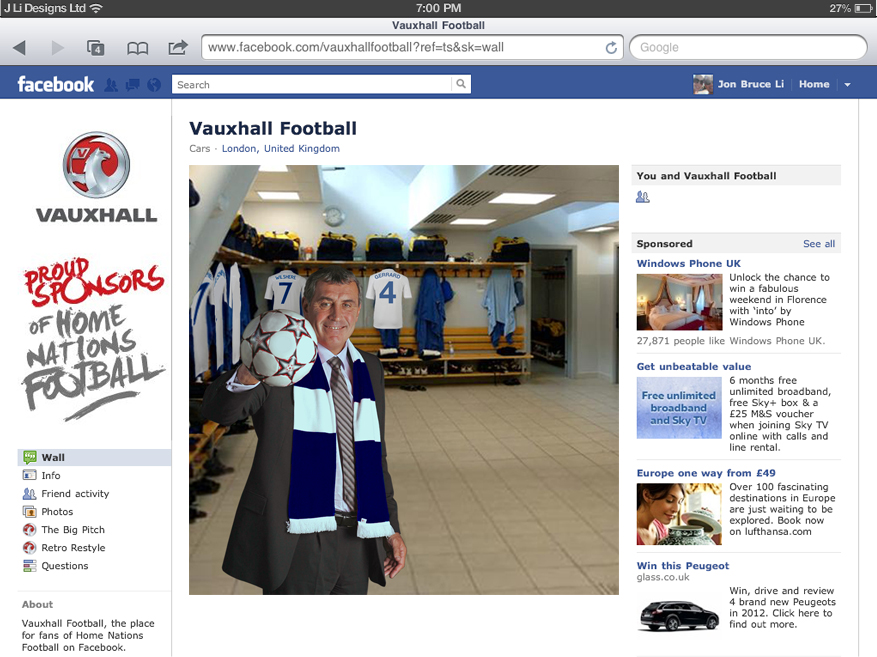 J Li Designs Ltd
7:00 PM
27%
Vauxhall Football
4
www.facebook.com/vauxhallfootball?ref=ts&sk=wall
Google
facebook
Search
Jon Bruce Li
Home
VAUXHALL
PROUD
SPONSORS
OF HOME
NATIONS
FOOTBALL
Wall
Info
Friend activity
Photos
The Big Pitch
Retro Restyle
Questions
About
Vauxhall Football, the place
for fans of Home Nations
Football on Facebook.
Vauxhall Football
Cars · London, United Kingdom
WILSHERE
7
GERRARD
4
You and Vauxhall Football
Sponsored
See all
Windows Phone UK
Unlock the chance to
win a fabulous
weekend in Florence
with ‘into’ by
Windows Phone
27,871 people like Windows Phone UK.
Get unbeatable value
Free unlimited
broadband
and Sky TV
6 months free
unlimited broadband,
free Sky+ box & a
£25 M&S voucher
when joining Sky TV
online with calls and
line rental.
Europe one way from £49
Over 100 fascinating
destinations in Europe
are just waiting to be
explored. Book now
on lufthansa.com
Win this Peugeot
glass.co.uk
Win, drive and review
4 brand new Peugeots
in 2012. Click here to
find out more.